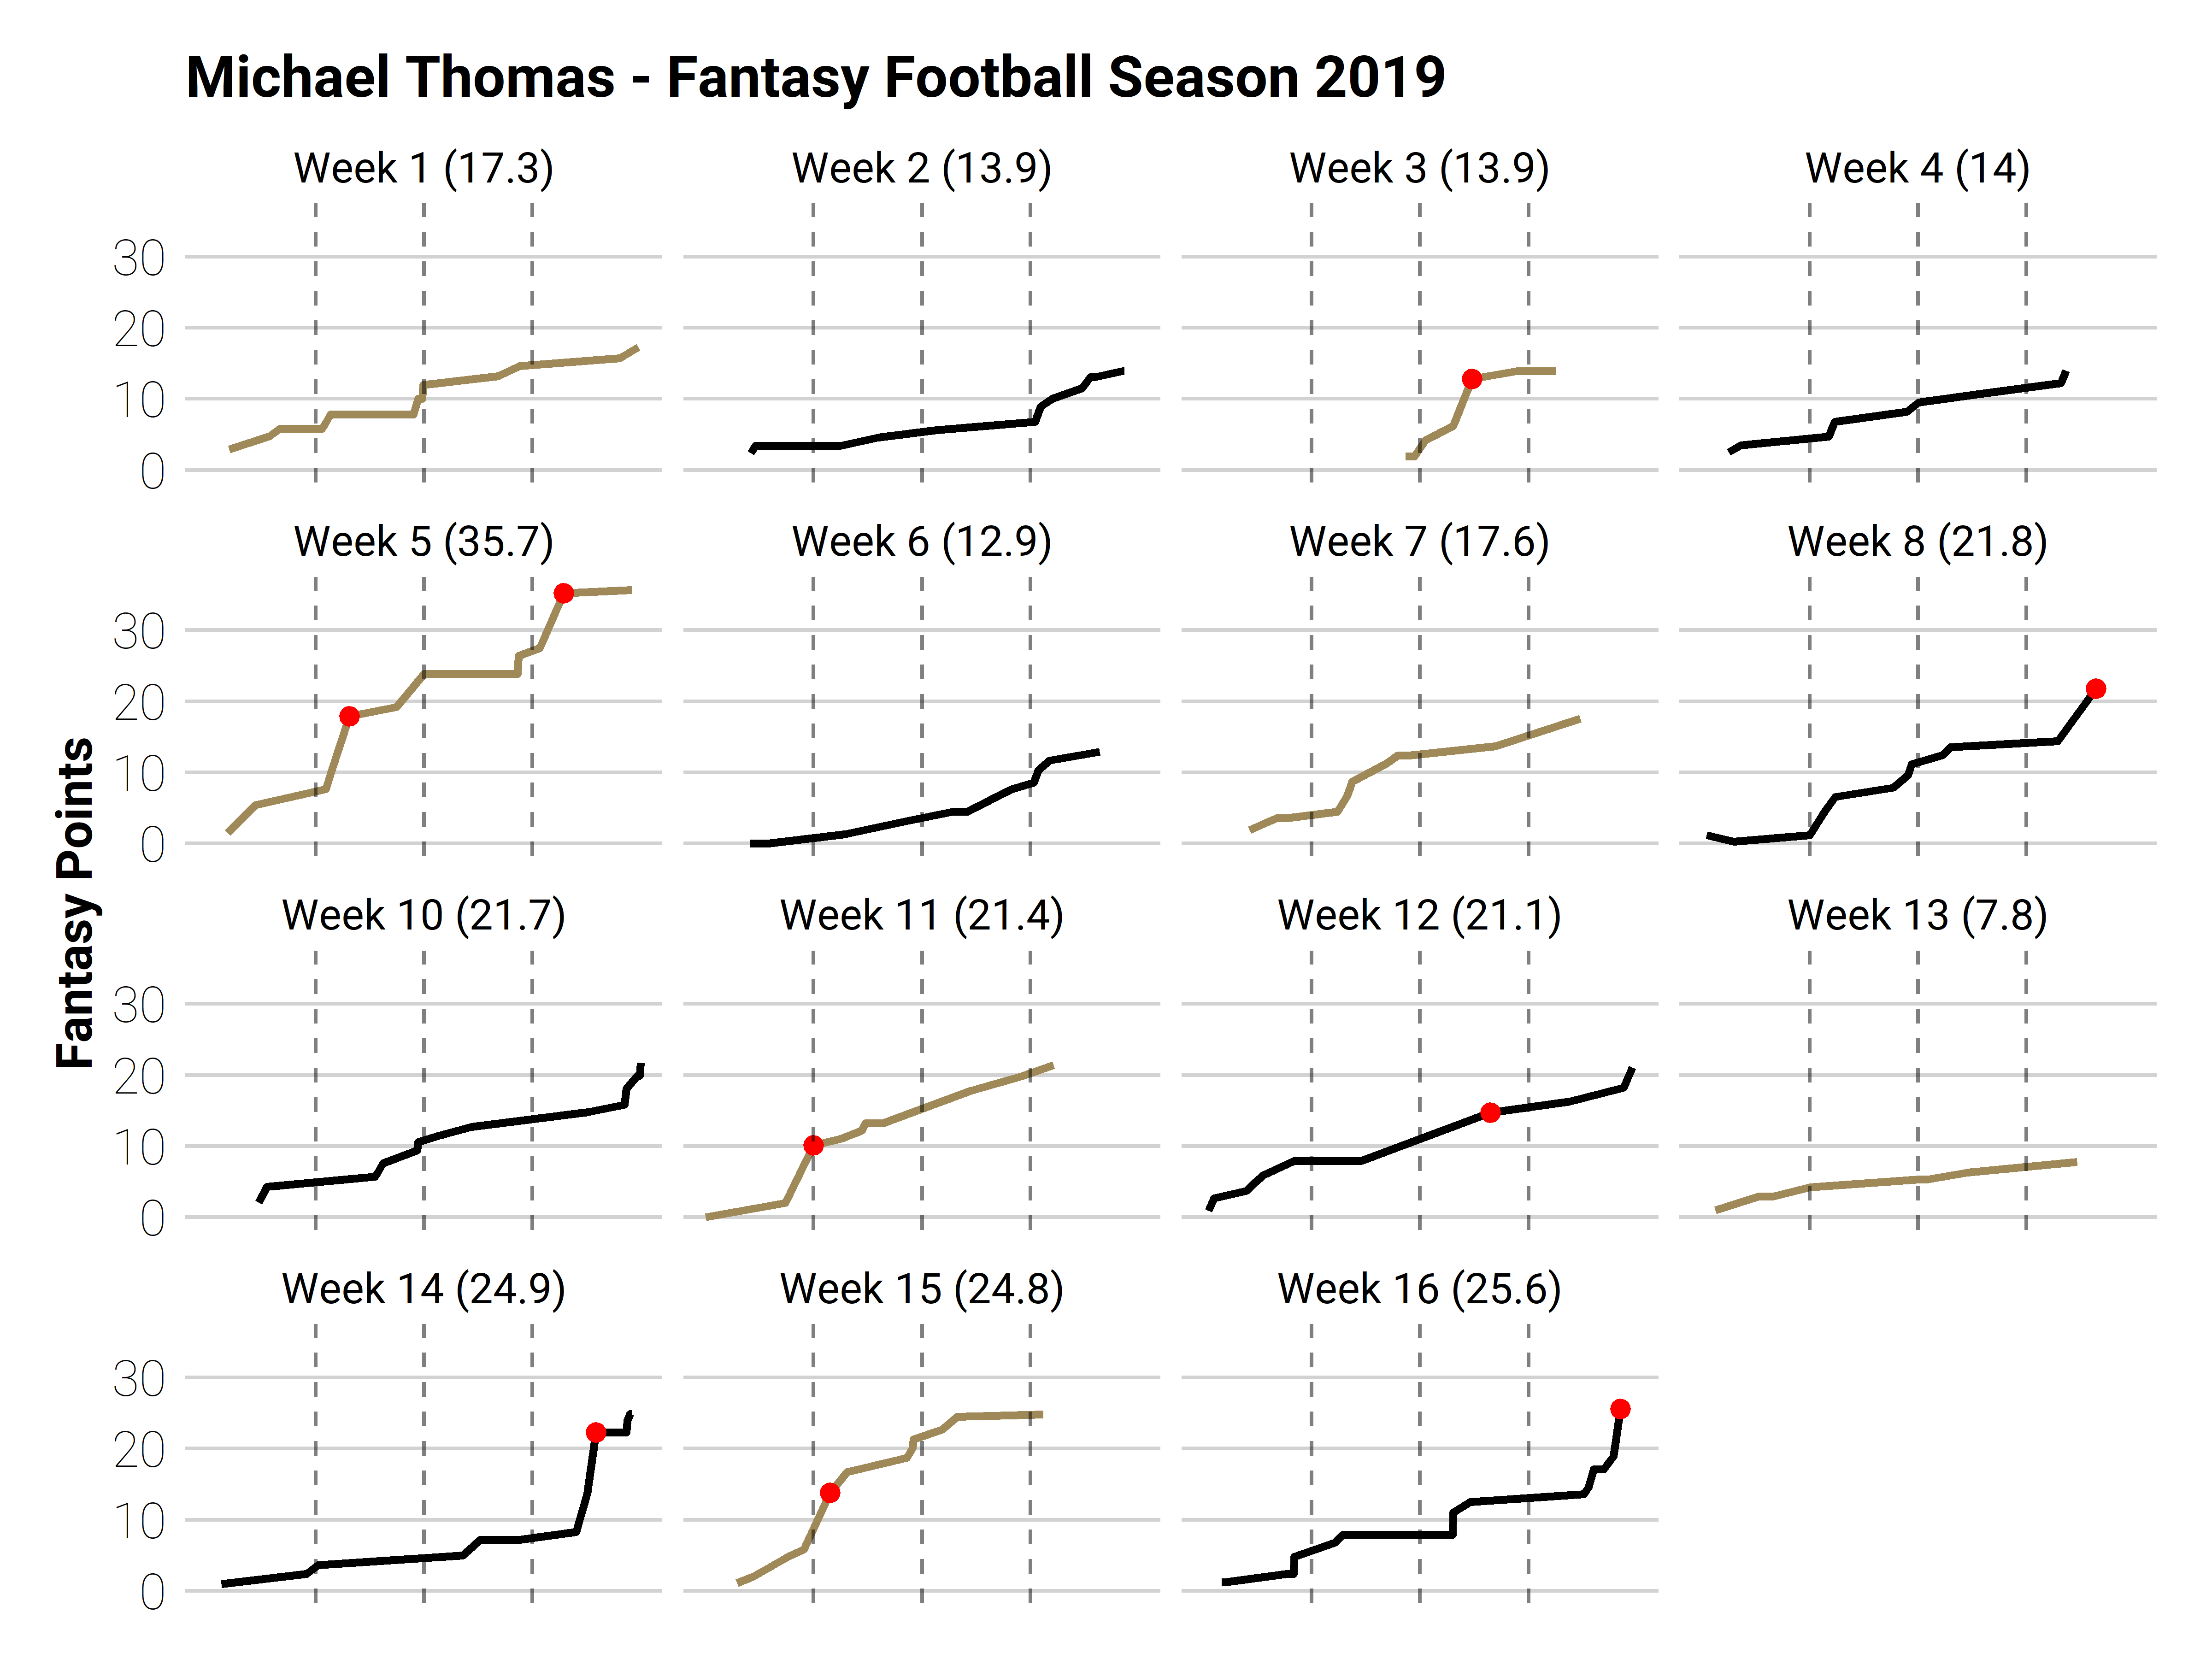 Michael Thomas - Fantasy Football Season 2019
Week 1 (17.3)
Week 2 (13.9)
Week 3 (13.9)
Week 4 (14)
30
20
10
0
Week 5 (35.7)
Week 6 (12.9)
Week 7 (17.6)
Week 8 (21.8)
30
20
10
0
Fantasy Points
Week 10 (21.7)
Week 11 (21.4)
Week 12 (21.1)
Week 13 (7.8)
30
20
10
0
Week 14 (24.9)
Week 15 (24.8)
Week 16 (25.6)
30
20
10
0